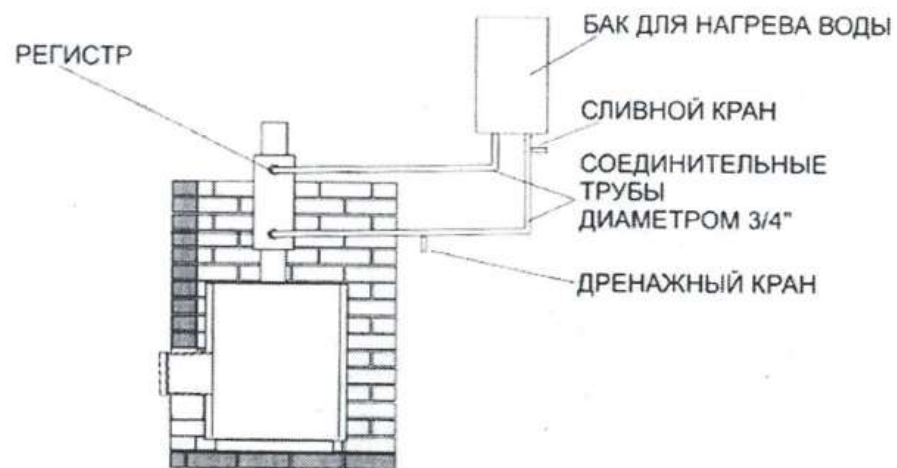 БАК ДЛЯ НАГРЕВА ВОДЫ
РЕГИСТР
СЛИВНОЙ КРАН
СОЕДИНИТЕЛЬНЫЕ
ТРУБЫ
ДИАМЕТРОМ 3/4"
ДРЕНАЖНЫЙ КРАН